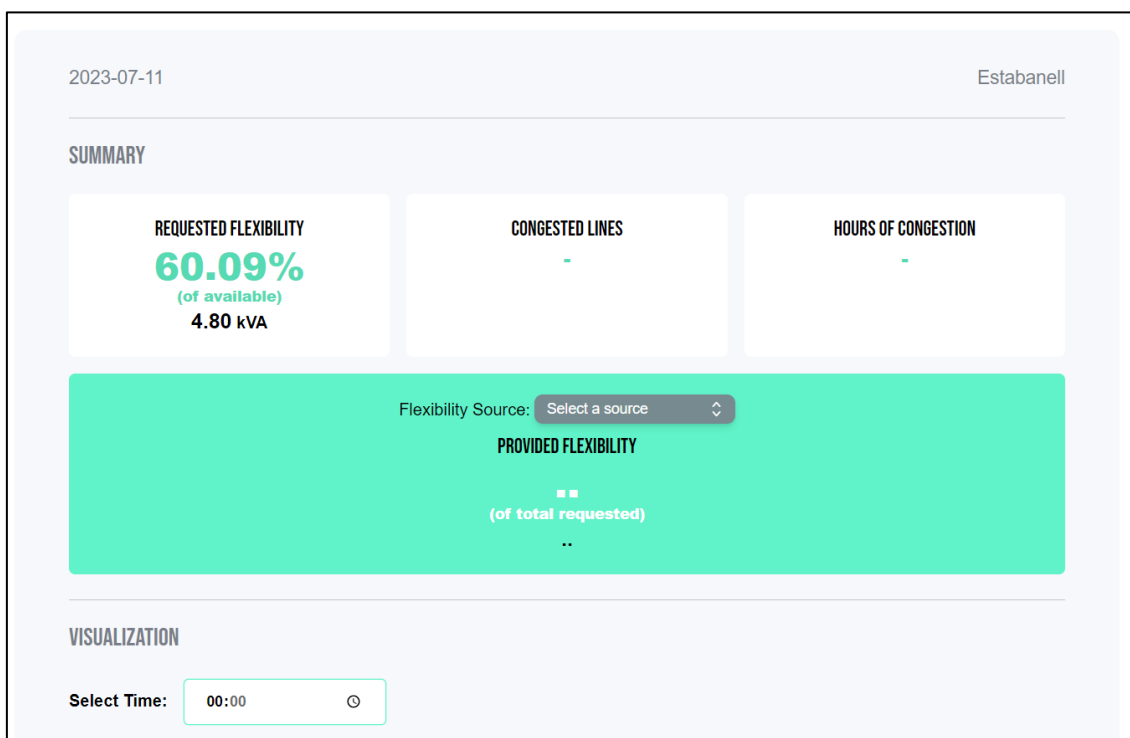 2023-07-11
Estabanell
SUMMARY
REQUESTED FLEXIBILITY
60.09%
(of available)
4.80 kVA
CONGESTED LINES
-
HOURS OF CONGESTION
-
Flexibility Source: Select a source
PROVIDED FLEXIBILITY
..
(of total requested)
..
VISUALIZATION
Select Time: 00:00